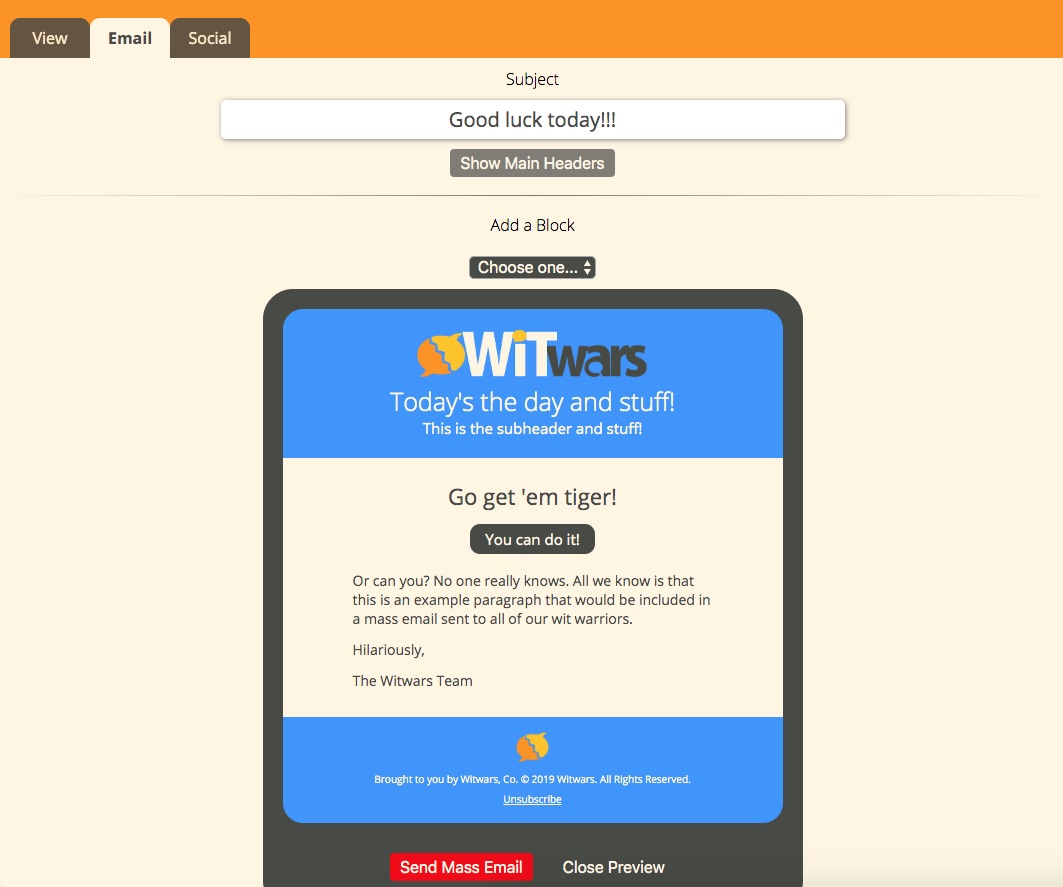 View
Email
Social
Subject
Good luck today!!!
Show Main Headers
Add a Block
Choose one...
WiTwars
Today's the day and stuff!
This is the subheader and stuff!
Go get 'em tiger!
You can do it!
Or can you? No one really knows. All we know is that
this is an example paragraph that would be included in
a mass email sent to all of our wit warriors.
Hilariously,
The Witwars Team
Brought to you by Witwars, Co. © 2019 Witwars. All Rights Reserved.
Unsubscribe
Send Mass Email
Close Preview